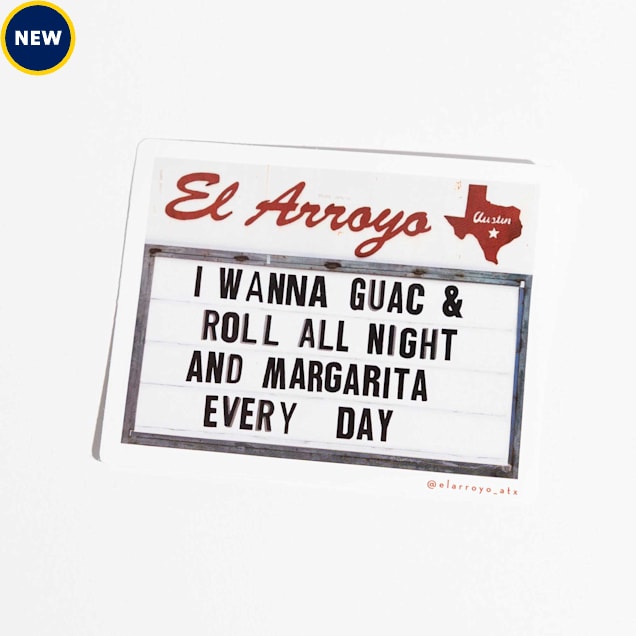 NEW
El Arroyo
Austin
I WANNA GUAC &
ROLL ALL NIGHT
AND MARGARITA
EVERY DAY
@elarroyo_atx